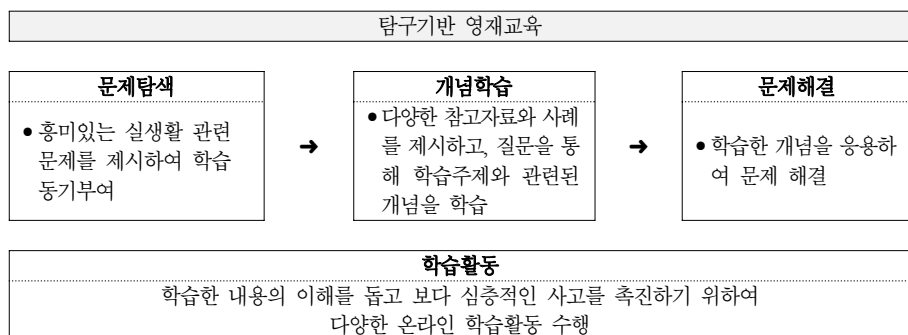 탐구기반 영재교육
문제탐색
● 흥미있는 실생활 관련
문제를 제시하여 학습
동기부여
➜
개념학습
● 다양한 참고자료와 사례
를 제시하고, 질문을 통
해 학습주제와 관련된
개념을 학습
➜
문제해결
● 학습한 개념을 응용하
여 문제 해결
학습활동
학습한 내용의 이해를 돕고 보다 심층적인 사고를 촉진하기 위하여
다양한 온라인 학습활동 수행